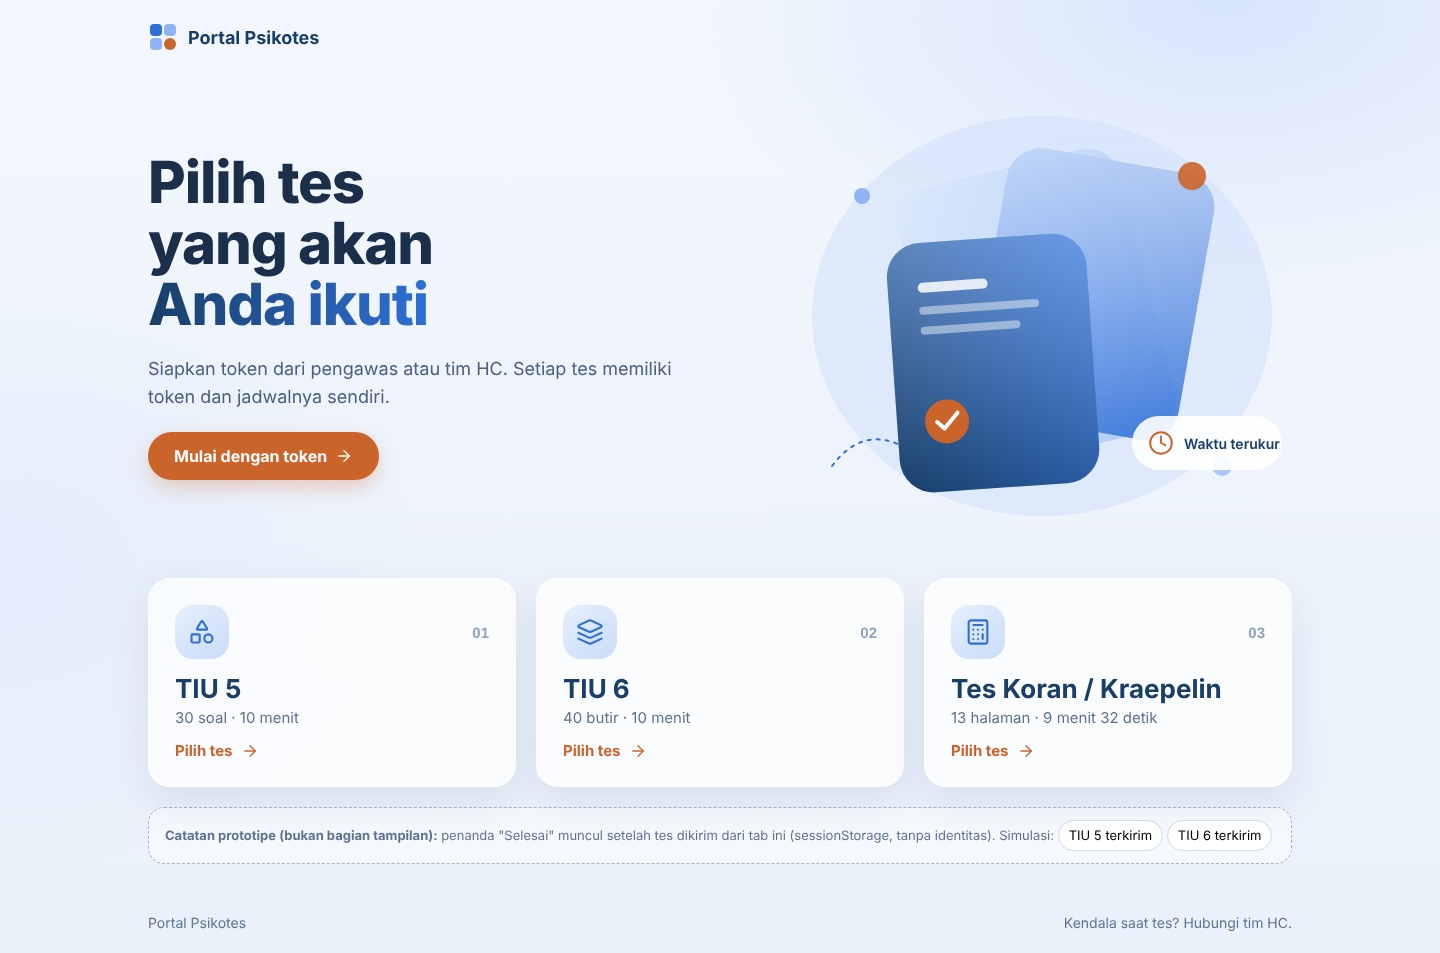 Portal Psikotes
Pilih tes
yang akan
Anda ikuti
Siapkan token dari pengawas atau tim HC. Setiap tes memiliki
token dan jadwalnya sendiri.
Mulai dengan token
Waktu terukur
01
TIU 5
30 soal · 10 menit
Pilih tes
02
TIU 6
40 butir · 10 menit
Pilih tes
03
Tes Koran / Kraepelin
13 halaman · 9 menit 32 detik
Pilih tes
Catatan prototipe (bukan bagian tampilan): penanda "Selesai" muncul setelah tes dikirim dari tab ini (sessionStorage, tanpa identitas). Simulasi: TIU 5 terkirim TIU 6 terkirim
Portal Psikotes
Kendala saat tes? Hubungi tim HC.